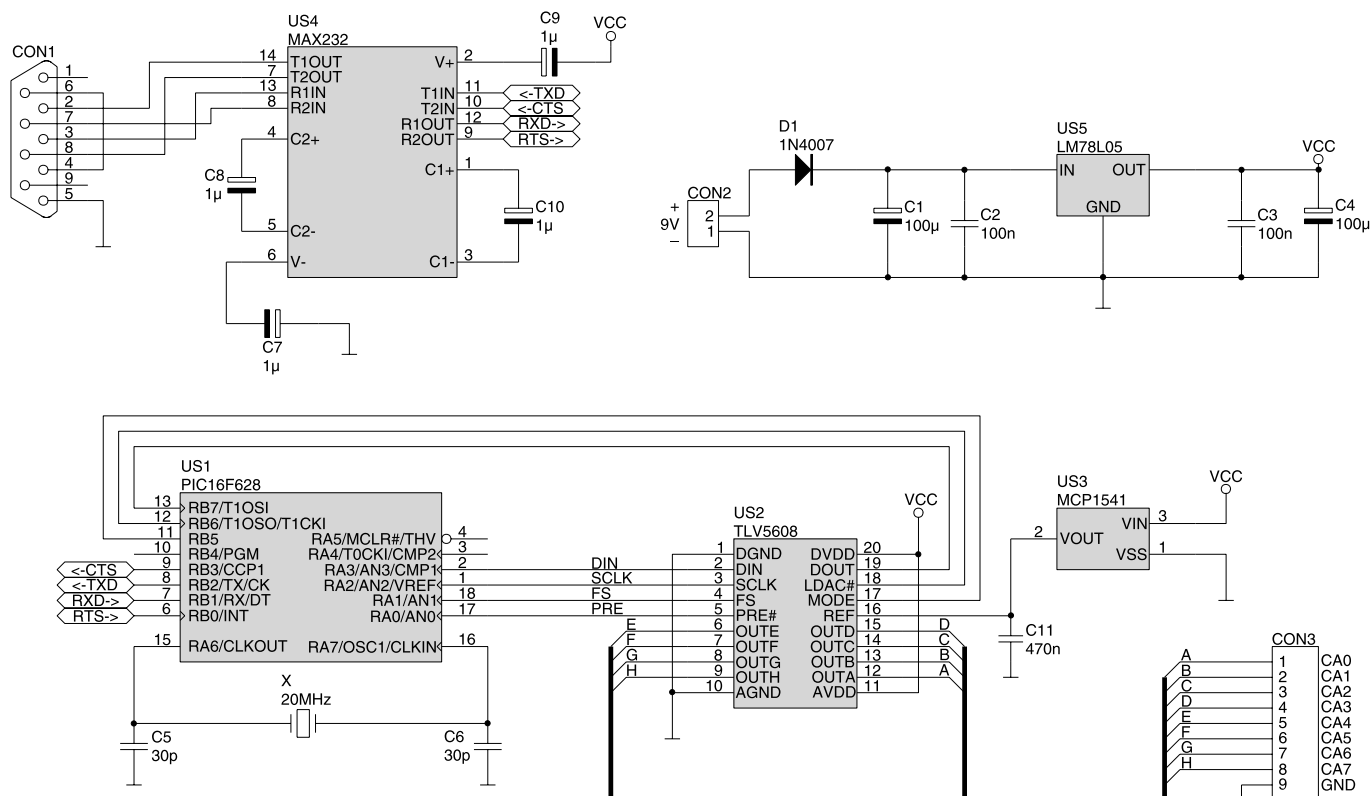 CON1
1
6
2
7
3
8
4
9
5
US4
MAX232
14 T1OUT
7 T2OUT
13 R1IN
8 R2IN
4 C2+
5 C2-
6 V-
V+ 2
T1IN 11 <-TXD
T2IN 10 <-CTS
R1OUT 12 RXD->
R2OUT 9 RTS->
C1+ 1
C1- 3
C9
1µ
VCC
C8
1µ
C10
1µ
C7
1µ
D1
1N4007
CON2
+
9V
–
2
1
C1
100µ
C2
100n
US5
LM78L05
IN OUT
GND
VCC
C3
100n
C4
100µ
US1
PIC16F628
13 RB7/T1OSI
12 RB6/T1OSO/T1CKI
11 RB5
10 RB4/PGM
<-CTS 9 RB3/CCP1
<-TXD 8 RB2/TX/CK
RXD-> 7 RB1/RX/DT
RTS-> 6 RB0/INT
15 RA6/CLKOUT
RA5/MCLR#/THV 4
RA4/T0CKI/CMP2 3
RA3/AN3/CMP1 2
RA2/AN2/VREF 1
RA1/AN1 18
RA0/AN0 17
RA7/OSC1/CLKIN 16
X
20MHz
C5
30p
C6
30p
DIN
SCLK
FS
PRE
US2
TLV5608
1 DGND
2 DIN
3 SCLK
4 FS
5 PRE#
E 6 OUTE
F 7 OUTF
G 8 OUTG
H 9 OUTH
10 AGND
DVDD 20
DOUT 19
LDAC# 18
MODE 17
REF 16
OUTD 15 D
OUTC 14 C
OUTB 13 B
OUTA 12 A
AVDD 11
VCC
US3
MCP1541
2 VOUT
VIN 3
VSS 1
VCC
C11
470n
CON3
A 1 CA0
B 2 CA1
C 3 CA2
D 4 CA3
E 5 CA4
F 6 CA5
G 7 CA6
H 8 CA7
9 GND